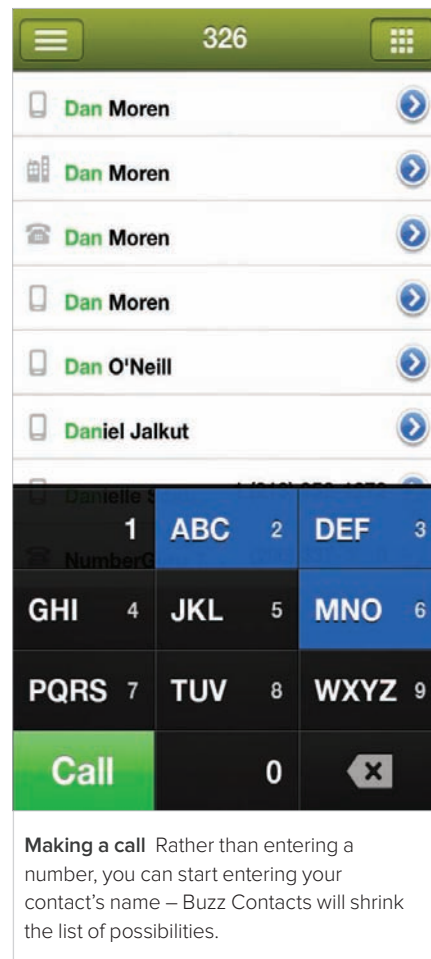 326
Dan Moren
Dan Moren
Dan Moren
Dan Moren
Dan O'Neill
Daniel Jalkut
Danielle S
NumberG
1 ABC 2 DEF 3
GHI 4 JKL 5 MNO 6
PQRS 7 TUV 8 WXYZ 9
Call 0
Making a call Rather than entering a
number, you can start entering your
contact's name – Buzz Contacts will shrink
the list of possibilities.